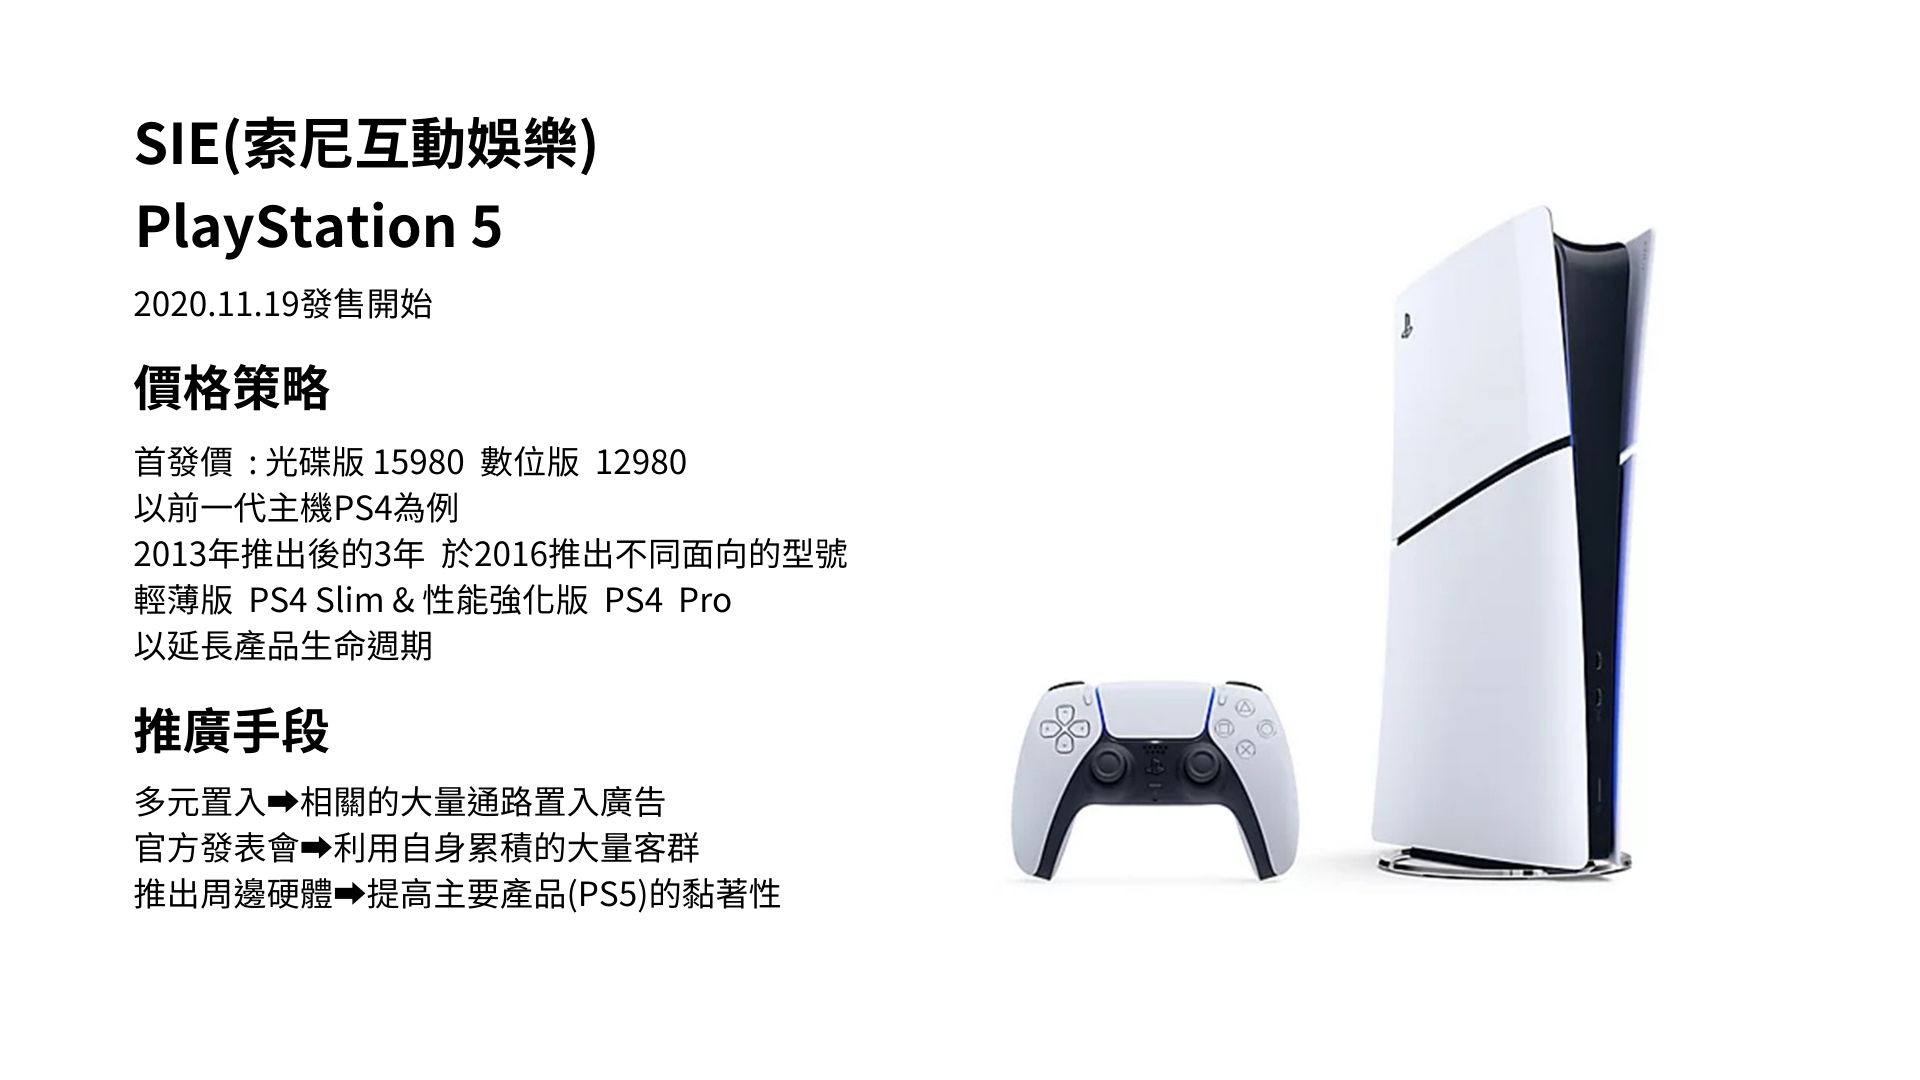 SIE(索尼互動娛樂)
PlayStation 5
2020.11.19發售開始
價格策略
首發價 : 光碟版 15980 數位版 12980
以前一代主機PS4為例
2013年推出後的3年 於2016推出不同面向的型號
輕薄版 PS4 Slim & 性能強化版 PS4 Pro
以延長產品生命週期
推廣手段
多元置入➡相關的大量通路置入廣告
官方發表會➡利用自身累積的大量客群
推出周邊硬體➡提高主要產品(PS5)的黏著性